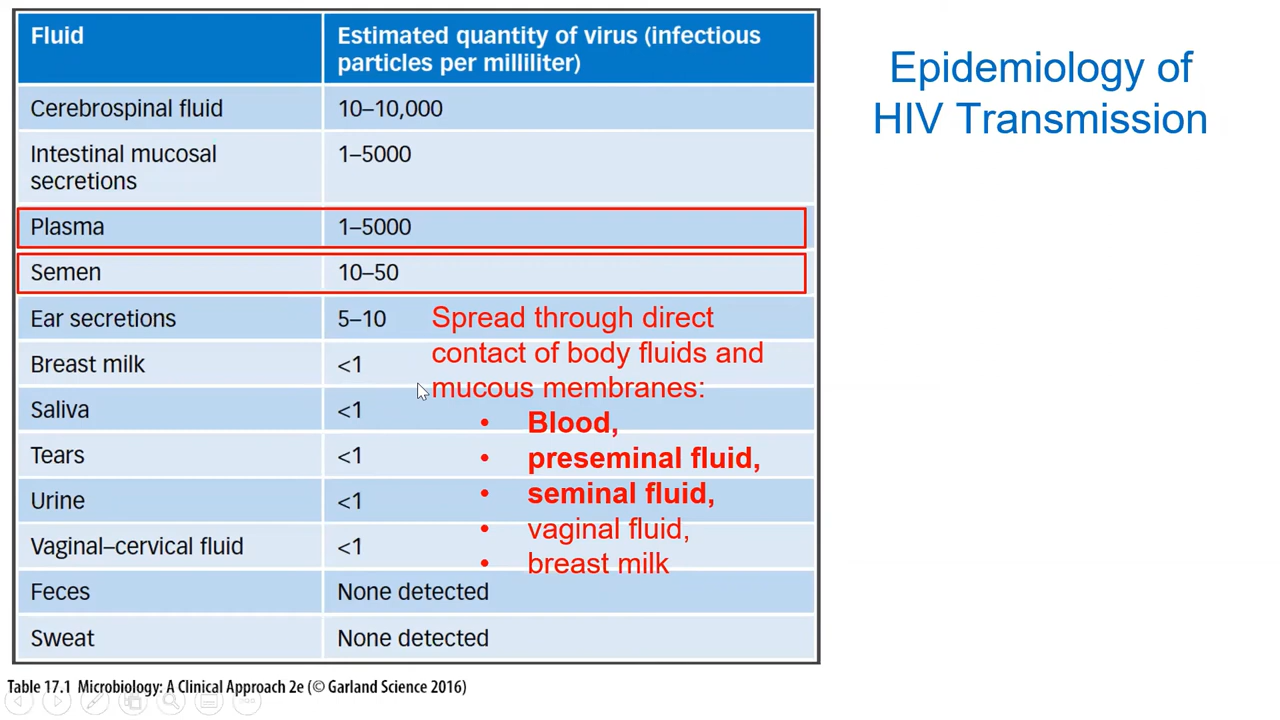 Fluid Estimated quantity of virus (infectious
particles per milliliter)
Cerebrospinal fluid 10–10,000
Intestinal mucosal 1–5000
secretions
Plasma 1–5000
Semen 10–50
Ear secretions 5–10
Breast milk <1
Saliva <1
Tears <1
Urine <1
Vaginal–cervical fluid <1
Feces None detected
Sweat None detected
Spread through direct
contact of body fluids and
mucous membranes:
• Blood,
• preseminal fluid,
• seminal fluid,
• vaginal fluid,
• breast milk
Table 17.1 Microbiology: A Clinical Approach 2e (© Garland Science 2016)
Epidemiology of
HIV Transmission